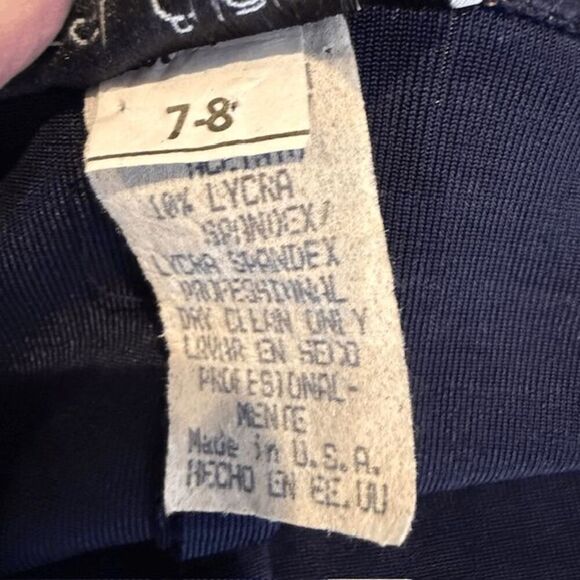 7-8
ACETATO/
10% LYCRA
SPANDEX/
LYCRA SPANDEX
PROFESSIONAL
DRY CLEAN ONLY
LAVAR EN SECO
PROFESIONAL-
MENTE
Made in U.S.A.
HECHO EN EE.UU